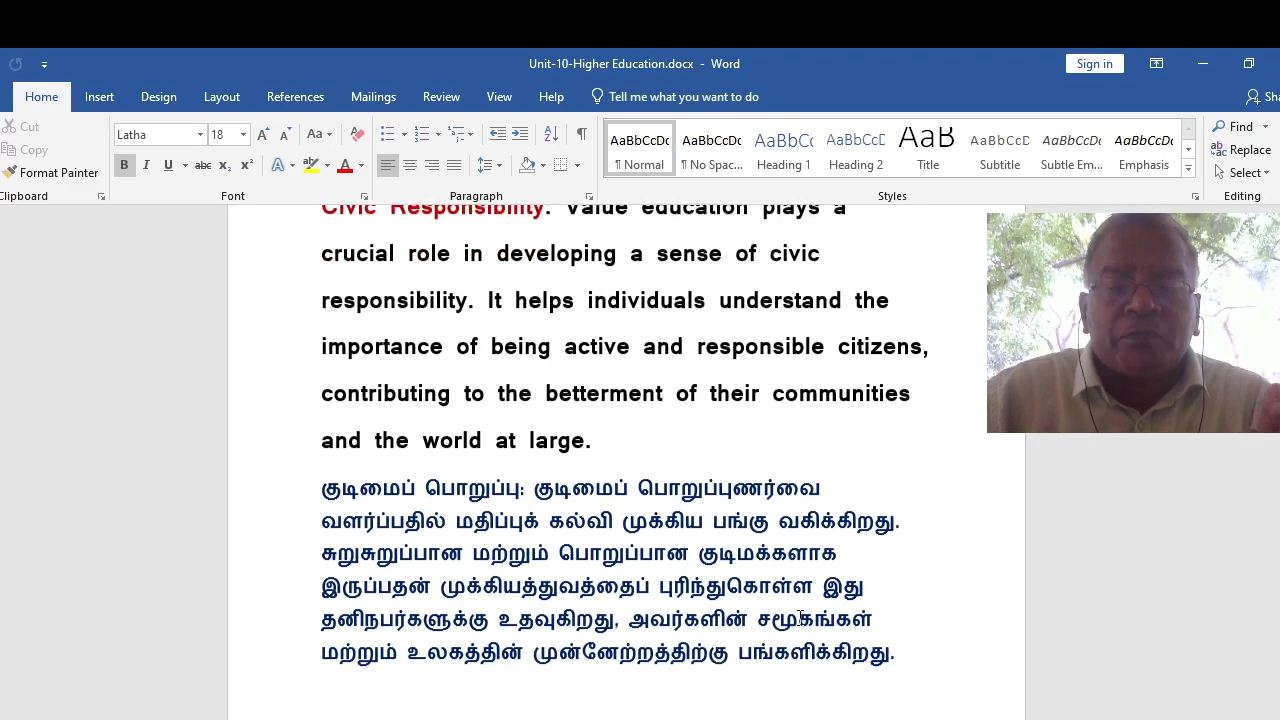 Unit-10-Higher Education.docx - Word
Sign in
Home Insert Design Layout References Mailings Review View Help Tell me what you want to do
Cut
Copy
Format Painter
Clipboard
Latha 18
Font
Paragraph
AaBbCcDc AaBbCcDc AaBbC AaBbCcD AaB AaBbCcD AaBbCcDc AaBbCcDc
¶ Normal ¶ No Spac... Heading 1 Heading 2 Title Subtitle Subtle Em... Emphasis
Styles
Find
Replace
Select
Editing
Civic Responsibility: Value education plays a
crucial role in developing a sense of civic
responsibility. It helps individuals understand the
importance of being active and responsible citizens,
contributing to the betterment of their communities
and the world at large.
குடிமைப் பொறுப்பு: குடிமைப் பொறுப்புணர்வை
வளர்ப்பதில் மதிப்புக் கல்வி முக்கிய பங்கு வகிக்கிறது.
சுறுசுறுப்பான மற்றும் பொறுப்பான குடிமக்களாக
இருப்பதன் முக்கியத்துவத்தைப் புரிந்துகொள்ள இது
தனிநபர்களுக்கு உதவுகிறது, அவர்களின் சமூகங்கள்
மற்றும் உலகத்தின் முன்னேற்றத்திற்கு பங்களிக்கிறது.